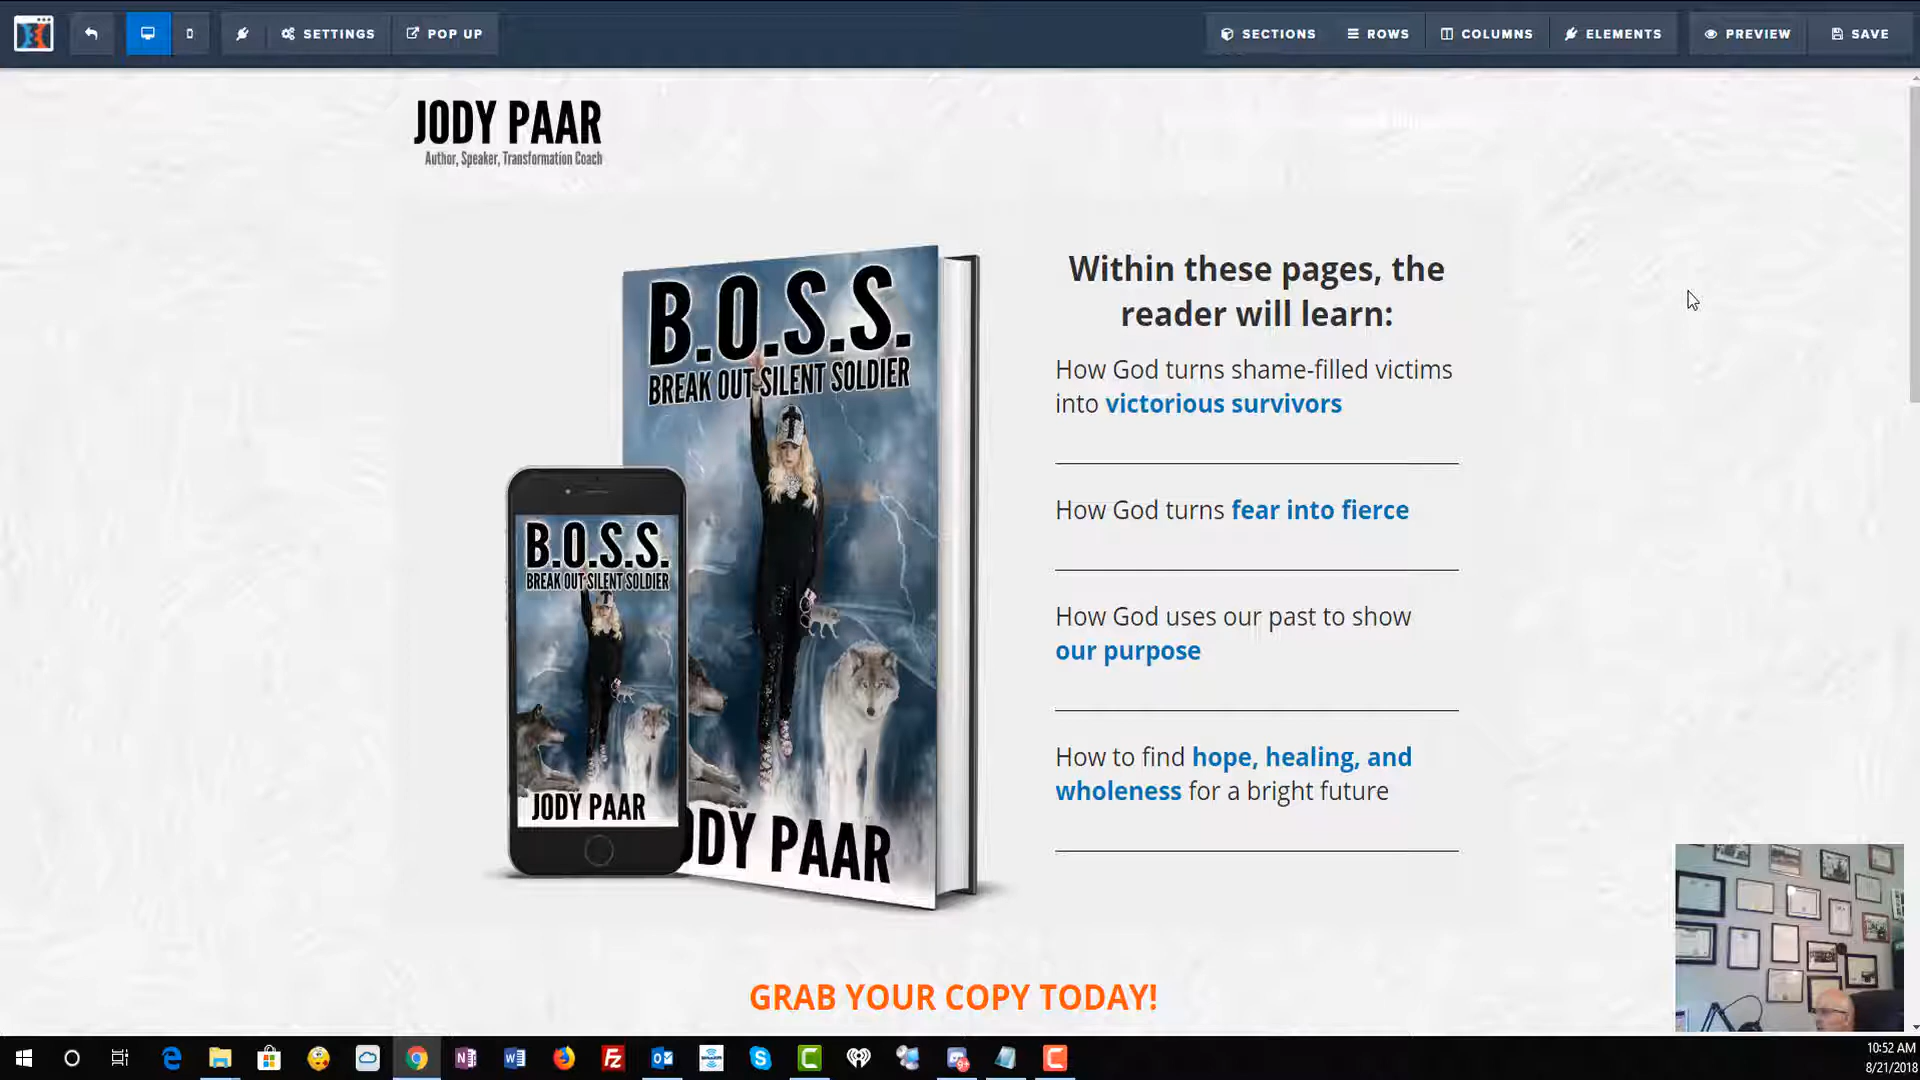 SETTINGS
POP UP
SECTIONS
ROWS
COLUMNS
ELEMENTS
PREVIEW
SAVE
JODY PAAR
Author, Speaker, Transformation Coach
B.O.S.S.
BREAK OUT SILENT SOLDIER
JODY PAAR
B.O.S.S.
BREAK OUT SILENT SOLDIER
ODY PAAR
Within these pages, the
reader will learn:
How God turns shame-filled victims
into victorious survivors
How God turns fear into fierce
How God uses our past to show
our purpose
How to find hope, healing, and
wholeness for a bright future
GRAB YOUR COPY TODAY!
10:52 AM
8/21/2018